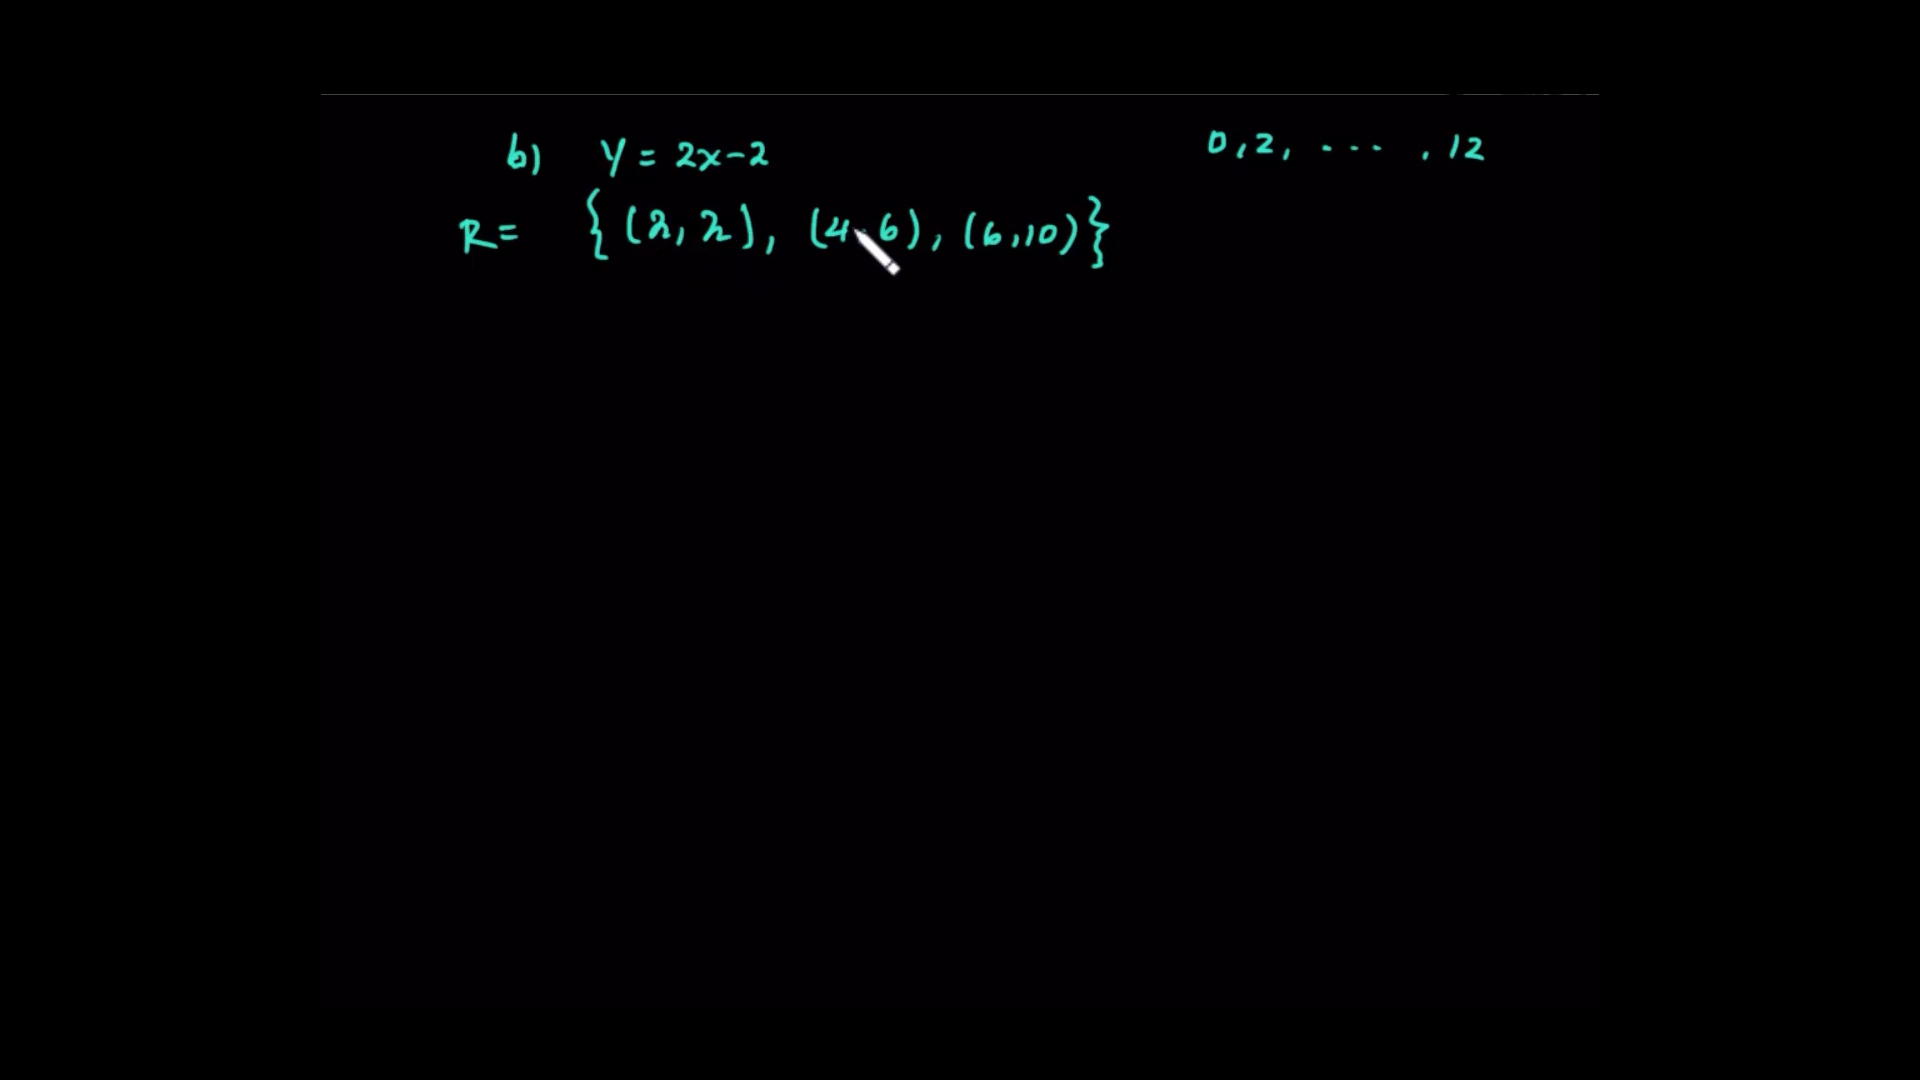 b) y = 2x-2
0,2, ... , 12
R = {(2, 2), (4, 6), (6,10)}